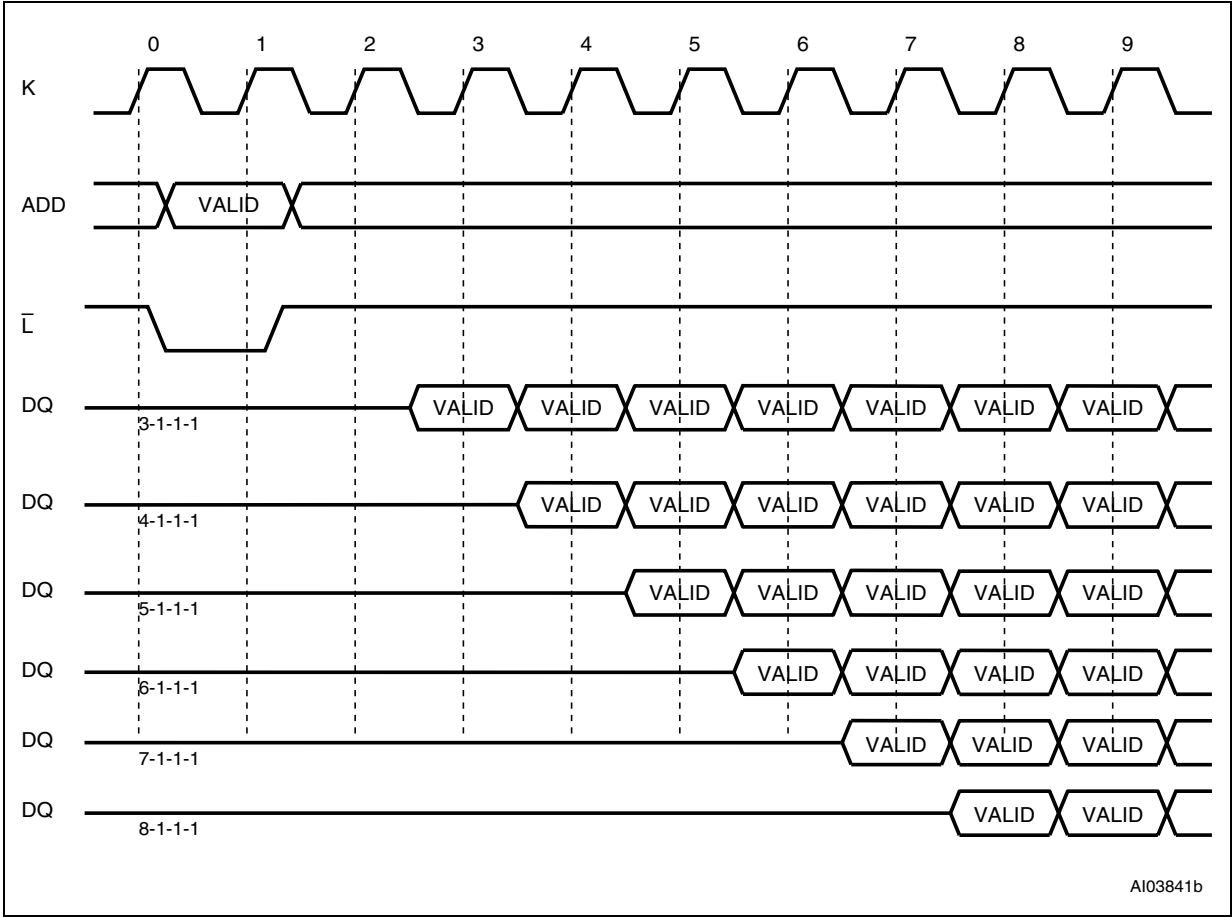 0 1 2 3 4 5 6 7 8 9
K
ADD VALID
L̅
DQ VALID VALID VALID VALID VALID VALID VALID
3-1-1-1
DQ VALID VALID VALID VALID VALID VALID
4-1-1-1
DQ VALID VALID VALID VALID VALID
5-1-1-1
DQ VALID VALID VALID VALID
6-1-1-1
DQ VALID VALID VALID
7-1-1-1
DQ VALID VALID
8-1-1-1
AI03841b